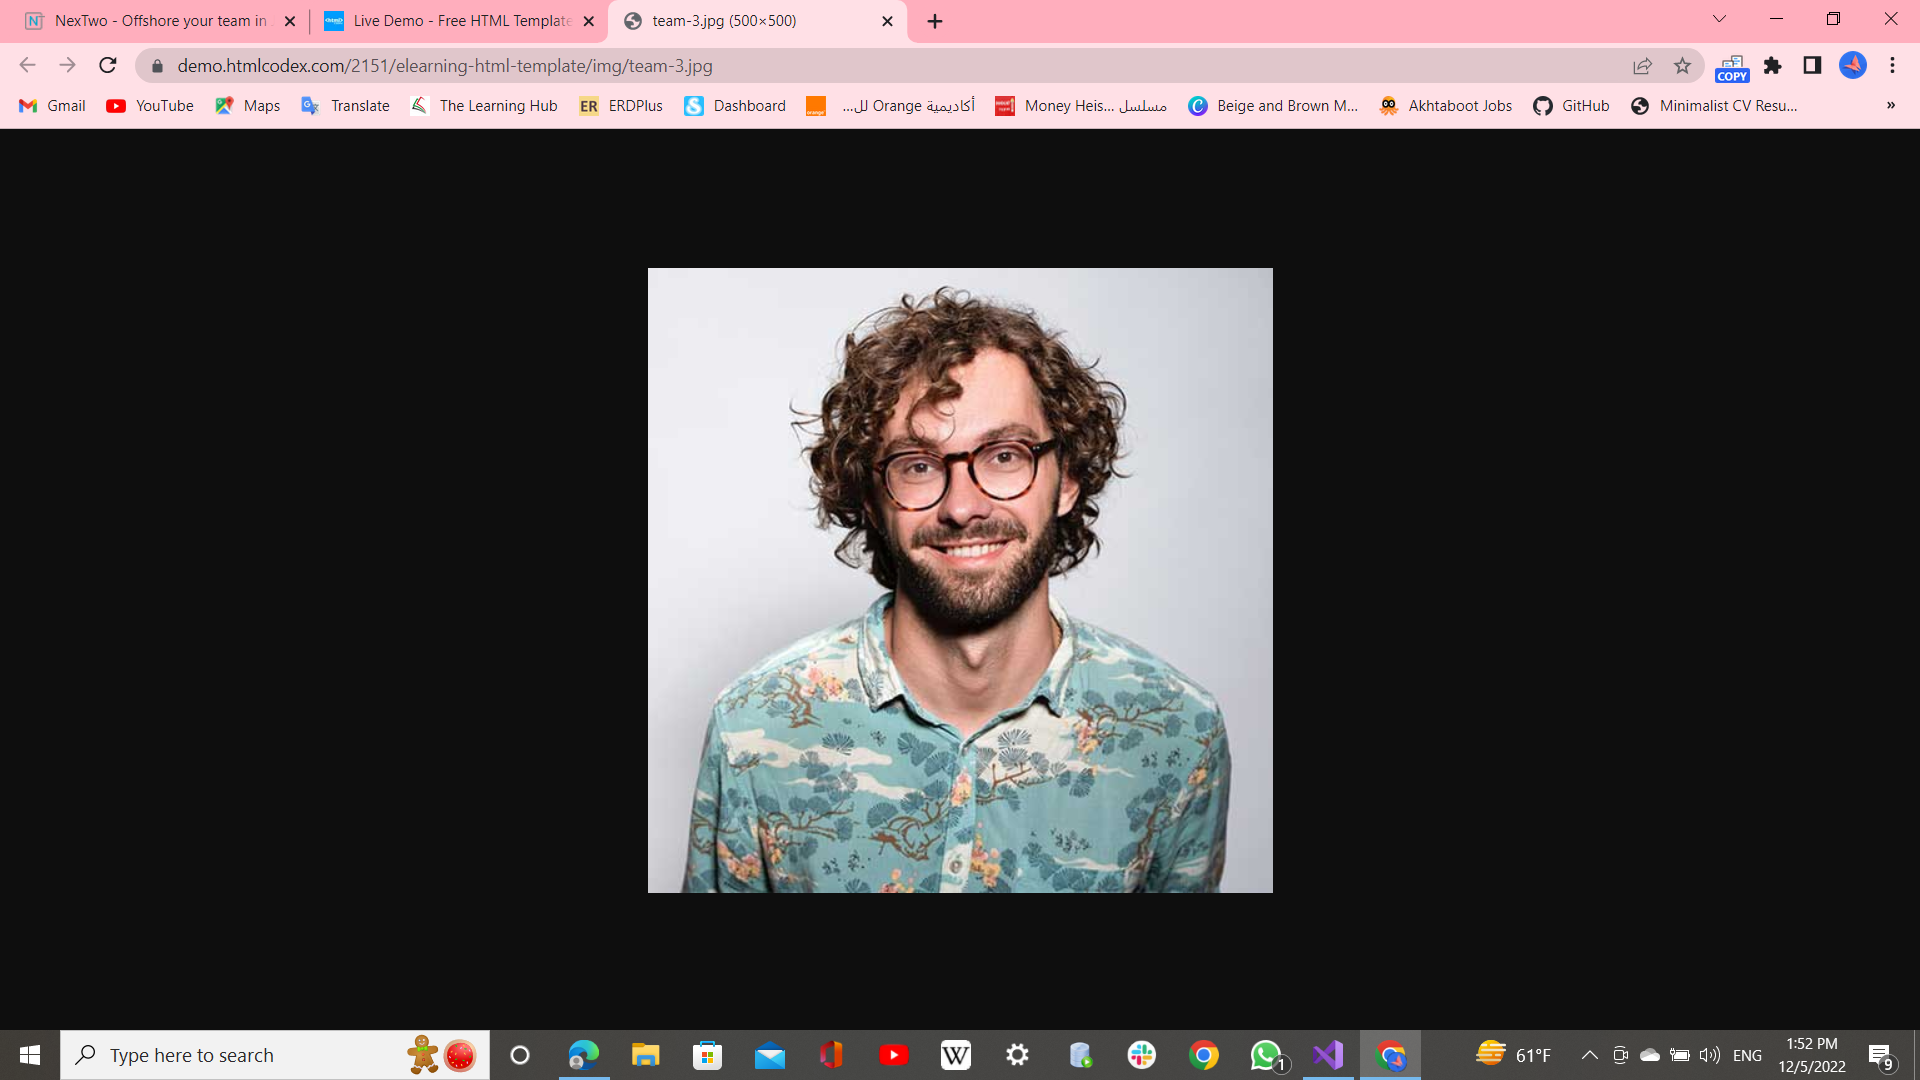 NexTwo - Offshore your team in
Live Demo - Free HTML Template
team-3.jpg (500×500)
demo.htmlcodex.com/2151/elearning-html-template/img/team-3.jpg
COPY
Gmail
YouTube
Maps
Translate
The Learning Hub
ER ERDPlus
Dashboard
أكاديمية Orange لل...
Money Heis... مسلسل
Beige and Brown M...
Akhtaboot Jobs
GitHub
Minimalist CV Resu...
»
Type here to search
W
1
61°F
ENG
1:52 PM
12/5/2022
9